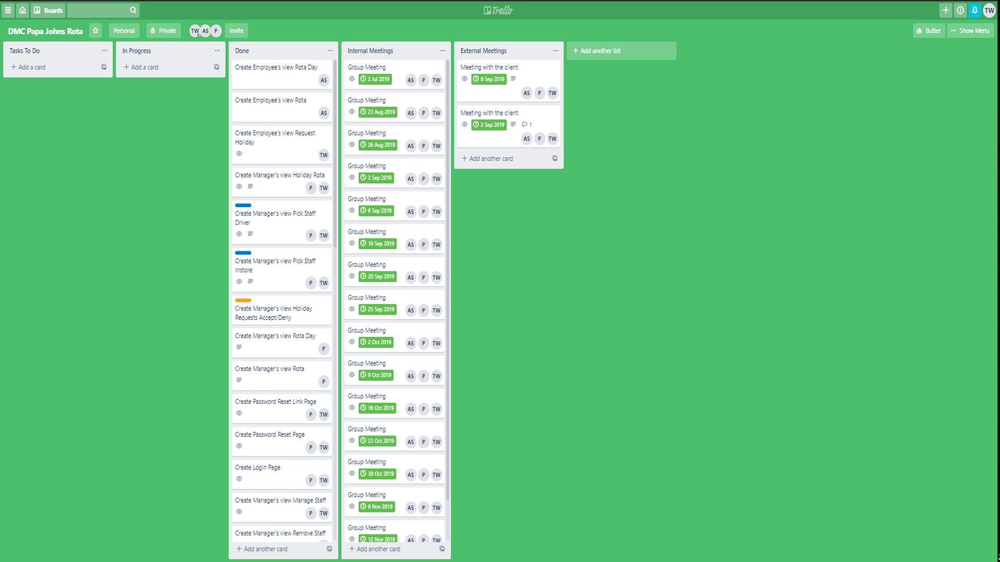 Boards
Trello
TW
DMC Papa Johns Rota
Personal
Private
TW AS P
Invite
Butler
Show Menu
Tasks To Do
+ Add a card
In Progress
+ Add a card
Done
Create Employee's view Rota Day
AS
Create Employee's view Rota
AS
Create Employee's view Request
Holiday
TW
Create Manager's view Holiday Rota
P TW
Create Manager's view Pick Staff
Driver
P TW
Create Manager's view Pick Staff
Instore
P TW
Create Manager's view Holiday
Requests Accept/Deny
Create Manager's view Rota Day
P
Create Manager's view Rota
P
Create Password Reset Link Page
P TW
Create Password Reset Page
P TW
Create Login Page
P TW
Create Manager's view Manage Staff
P TW
Create Manager's view Remove Staff
+ Add another card
Internal Meetings
Group Meeting
2 Jul 2019 AS P TW
Group Meeting
23 Aug 2019 AS P TW
Group Meeting
26 Aug 2019 AS P TW
Group Meeting
2 Sep 2019 AS P TW
Group Meeting
6 Sep 2019 AS P TW
Group Meeting
16 Sep 2019 AS P TW
Group Meeting
20 Sep 2019 AS P TW
Group Meeting
25 Sep 2019 AS P TW
Group Meeting
2 Oct 2019 AS P TW
Group Meeting
9 Oct 2019 AS P TW
Group Meeting
16 Oct 2019 AS P TW
Group Meeting
23 Oct 2019 AS P TW
Group Meeting
30 Oct 2019 AS P TW
Group Meeting
6 Nov 2019 AS P TW
Group Meeting
12 Nov 2019 AS P TW
+ Add another card
External Meetings
Meeting with the client
6 Sep 2019
AS P TW
Meeting with the client
2 Sep 2019 1
AS P TW
+ Add another card
+ Add another list